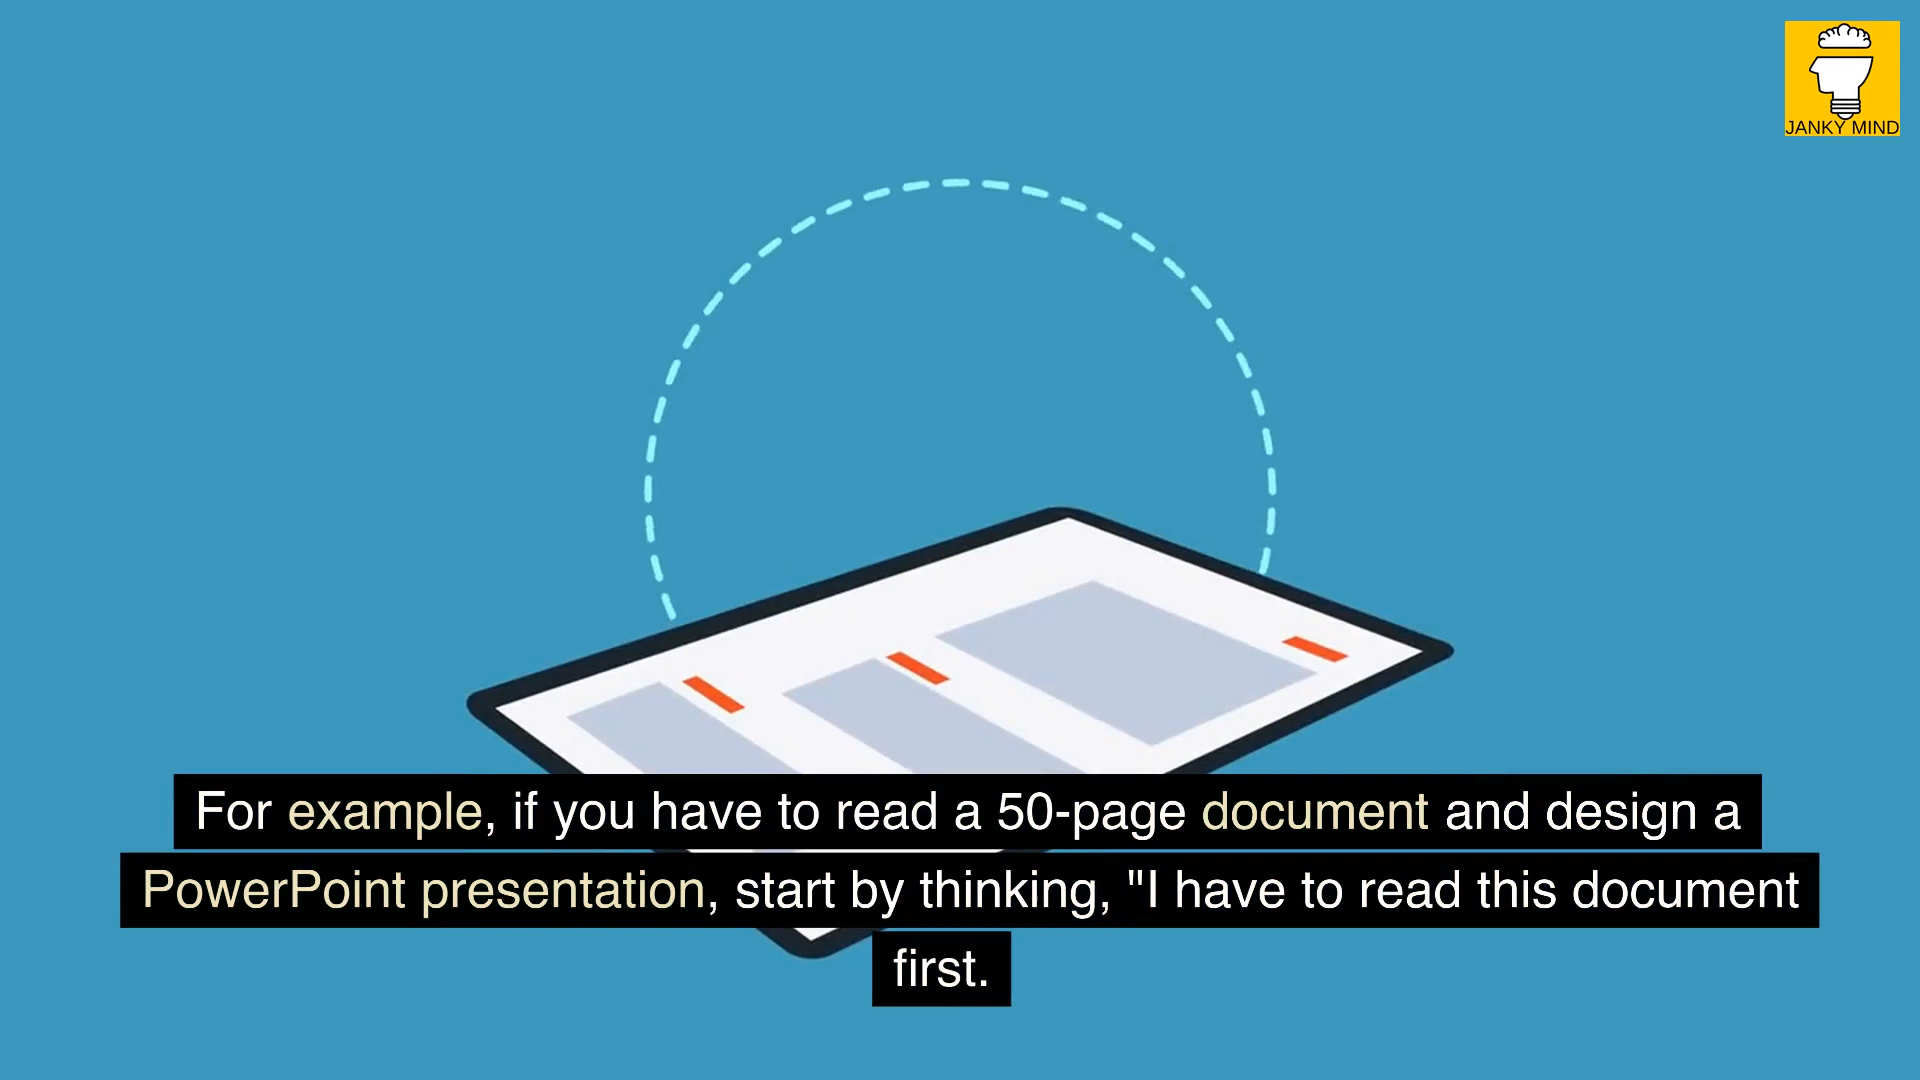 JANKY MIND
For example, if you have to read a 50-page document and design a
PowerPoint presentation, start by thinking, "I have to read this document
first.